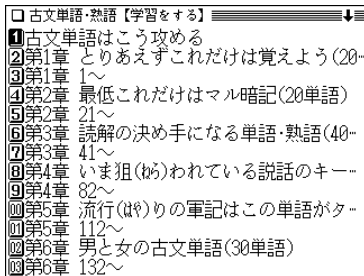 古文単語・熟語【学習をする】
1古文単語はこう攻める
2第1章 とりあえずこれだけは覚えよう(20…
3第1章 1～
4第2章 最低これだけはマル暗記(20単語)
5第2章 21～
6第3章 読解の決め手になる単語・熟語(40…
7第3章 41～
8第4章 いま狙(ねら)われている説話のキー…
9第4章 82～
00第5章 流行(はや)りの軍記はこの単語がタ…
01第5章 112～
02第6章 男と女の古文単語(30単語)
03第6章 132～